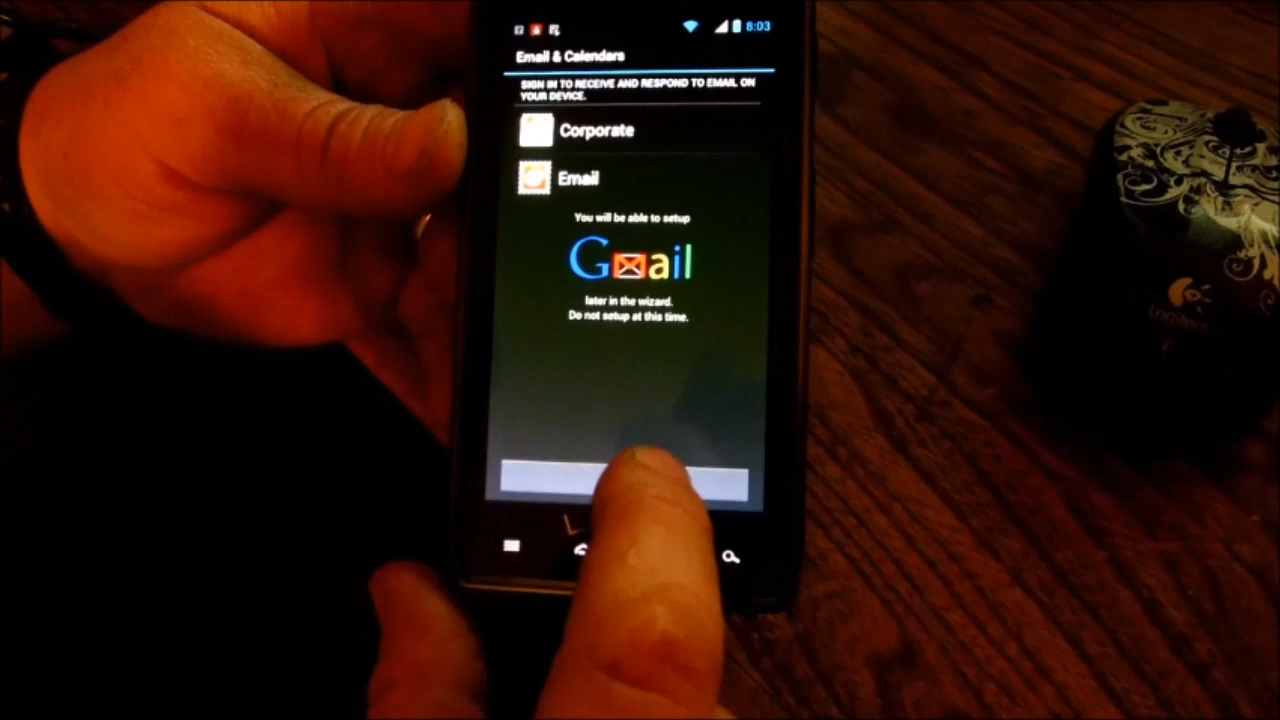 8:03
Email & Calendars
SIGN IN TO RECEIVE AND RESPOND TO EMAIL ON
YOUR DEVICE.
Corporate
Email
You will be able to setup
Gmail
later in the wizard.
Do not setup at this time.
Logitech